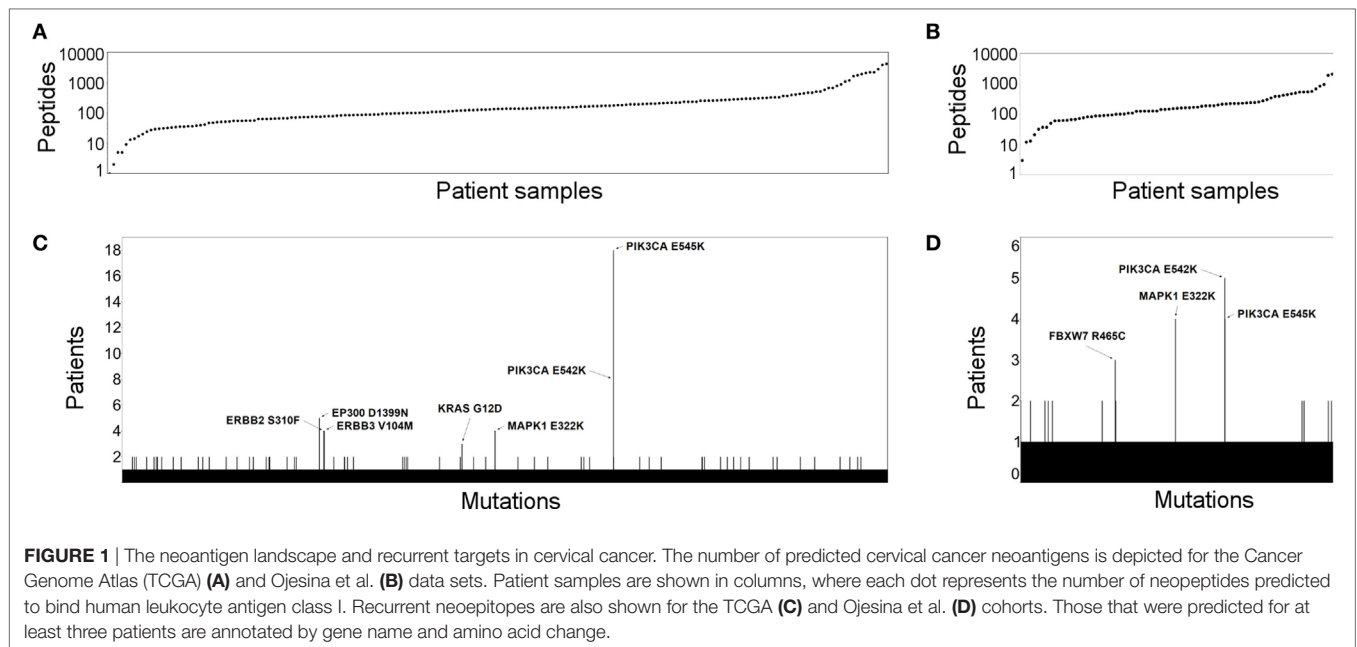 A
Peptides
10000
1000
100
10
1
Patient samples
B
Peptides
10000
1000
100
10
1
Patient samples
C
Patients
18
16
14
12
10
8
6
4
2
PIK3CA E545K
PIK3CA E542K
ERBB2 S310F
EP300 D1399N
ERBB3 V104M
KRAS G12D
MAPK1 E322K
Mutations
D
Patients
6
5
4
3
2
1
0
PIK3CA E542K
MAPK1 E322K
PIK3CA E545K
FBXW7 R465C
Mutations
FIGURE 1 | The neoantigen landscape and recurrent targets in cervical cancer. The number of predicted cervical cancer neoantigens is depicted for the Cancer
Genome Atlas (TCGA) (A) and Ojesina et al. (B) data sets. Patient samples are shown in columns, where each dot represents the number of neopeptides predicted
to bind human leukocyte antigen class I. Recurrent neoepitopes are also shown for the TCGA (C) and Ojesina et al. (D) cohorts. Those that were predicted for at
least three patients are annotated by gene name and amino acid change.